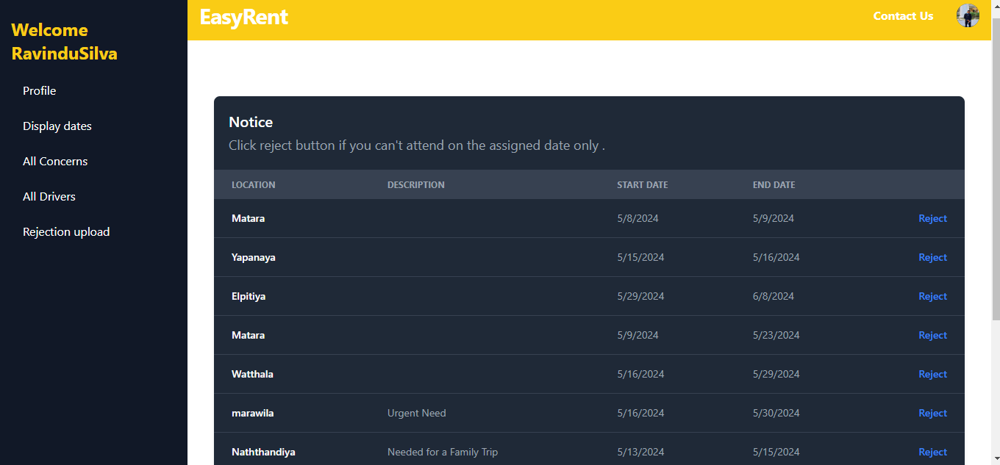 Welcome
RavinduSilva
Profile
Display dates
All Concerns
All Drivers
Rejection upload
EasyRent
Contact Us
Notice
Click reject button if you can't attend on the assigned date only .
LOCATION DESCRIPTION START DATE END DATE
Matara 5/8/2024 5/9/2024 Reject
Yapanaya 5/15/2024 5/16/2024 Reject
Elpitiya 5/29/2024 6/8/2024 Reject
Matara 5/9/2024 5/23/2024 Reject
Watthala 5/16/2024 5/29/2024 Reject
marawila Urgent Need 5/16/2024 5/30/2024 Reject
Naththandiya Needed for a Family Trip 5/13/2024 5/15/2024 Reject